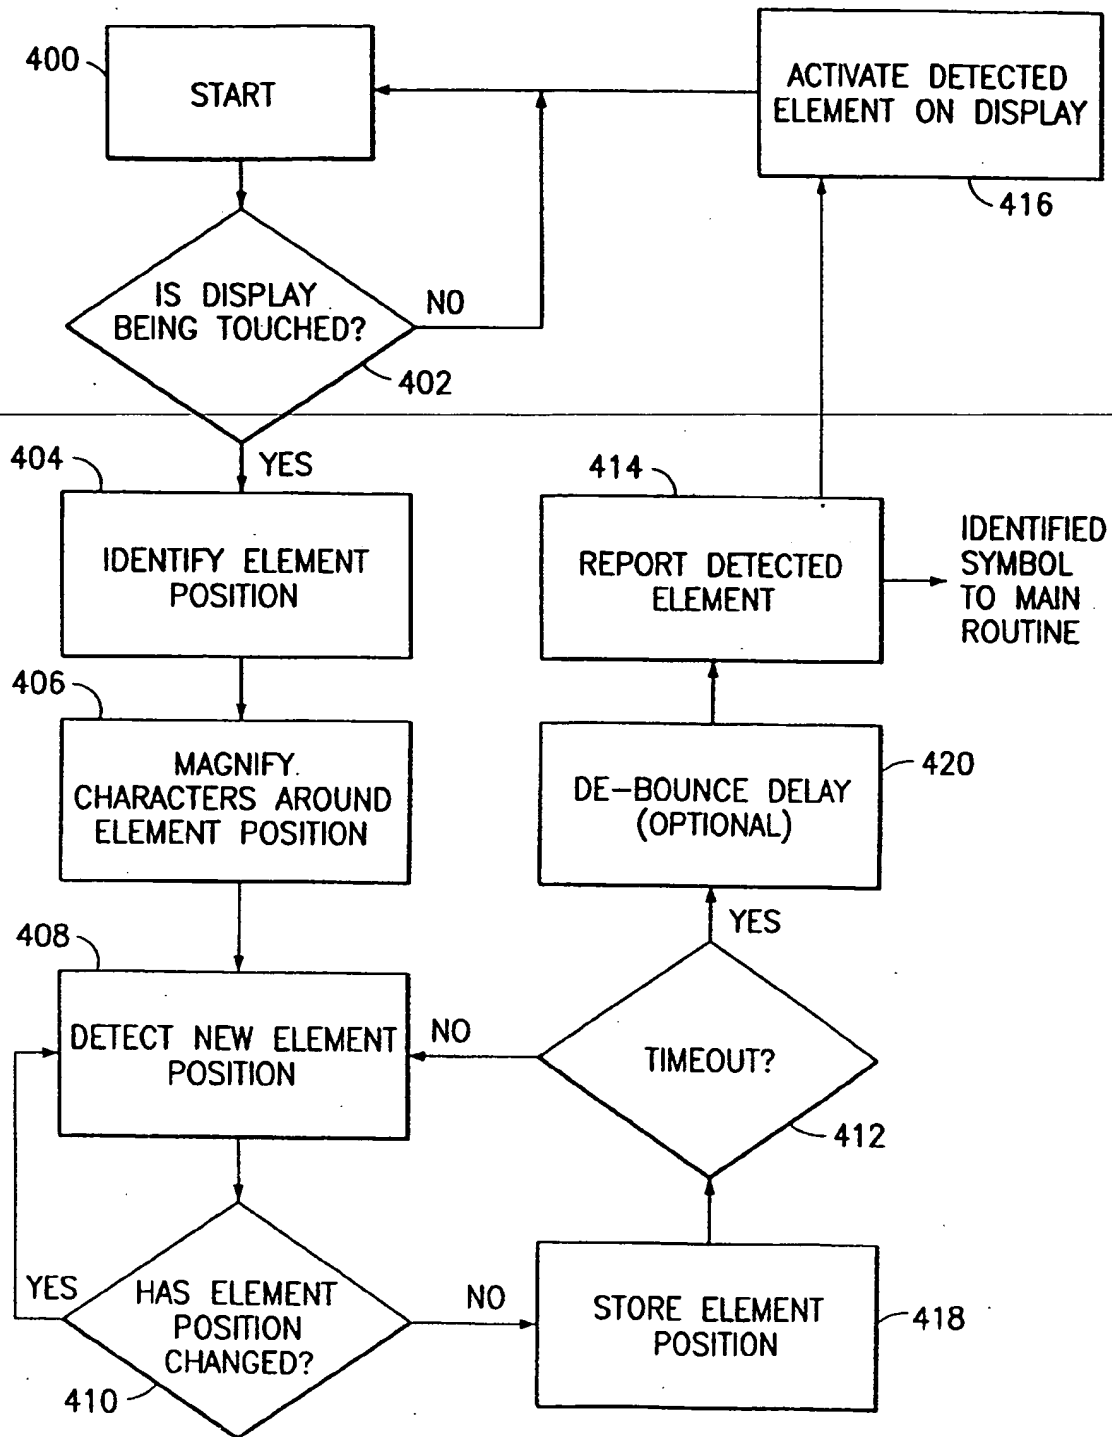 400
START
ACTIVATE DETECTED
ELEMENT ON DISPLAY
416
IS DISPLAY
BEING TOUCHED?
NO
402
YES
404
IDENTIFY ELEMENT
POSITION
414
REPORT DETECTED
ELEMENT
IDENTIFIED
SYMBOL
TO MAIN
ROUTINE
406
MAGNIFY
CHARACTERS AROUND
ELEMENT POSITION
DE-BOUNCE DELAY
(OPTIONAL)
420
YES
408
DETECT NEW ELEMENT
POSITION
NO
TIMEOUT?
412
YES
HAS ELEMENT
POSITION
CHANGED?
410
NO
STORE ELEMENT
POSITION
418